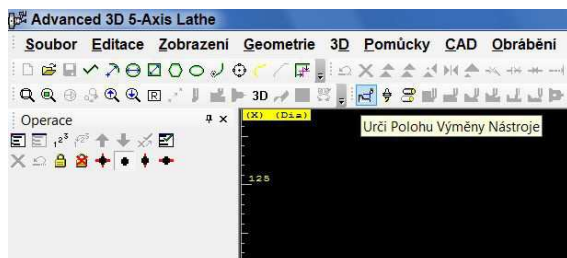 Advanced 3D 5-Axis Lathe
Soubor Editace Zobrazení Geometrie 3D Pomůcky CAD Obrábění
3D
Operace
(X) (Dia)
Urči Polohu Výměny Nástroje
125